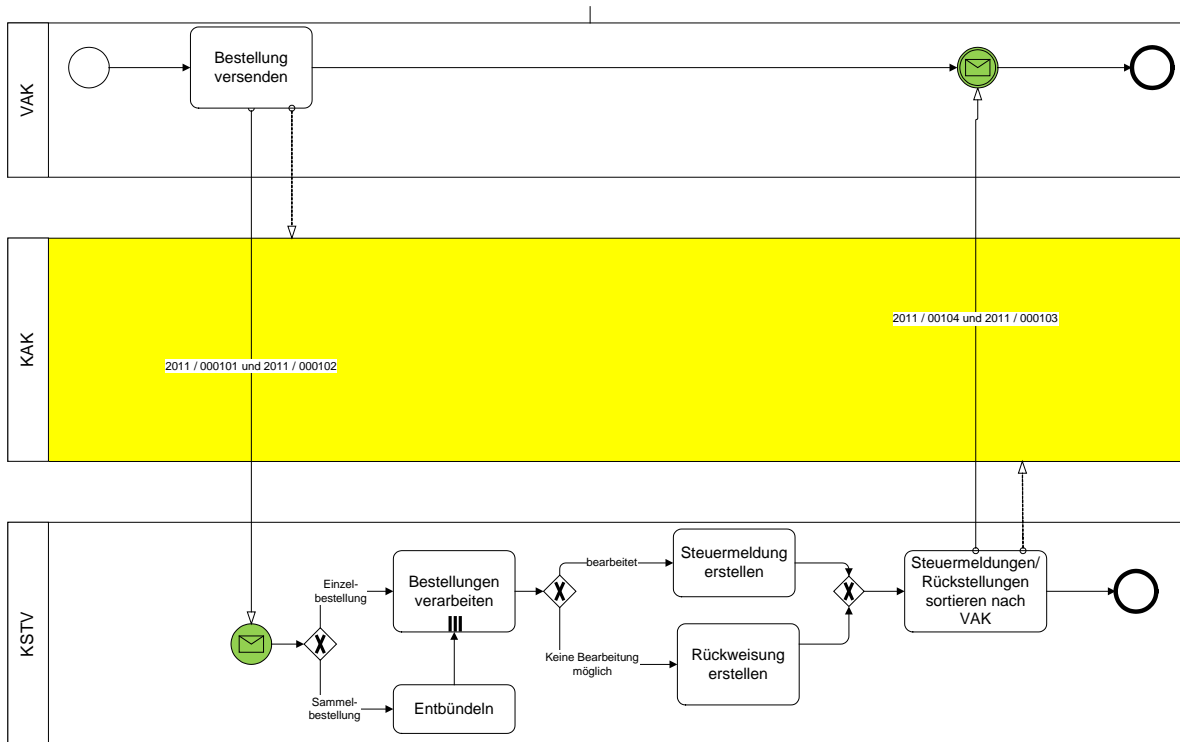 VAK
Bestellung
versenden
KAK
2011 / 00104 und 2011 / 000103
2011 / 000101 und 2011 / 000102
KSTV
Einzel-
bestellung
Sammel-
bestellung
Bestellungen
verarbeiten
Entbündeln
bearbeitet
Keine Bearbeitung
möglich
Steuermeldung
erstellen
Rückweisung
erstellen
Steuermeldungen/
Rückstellungen
sortieren nach
VAK